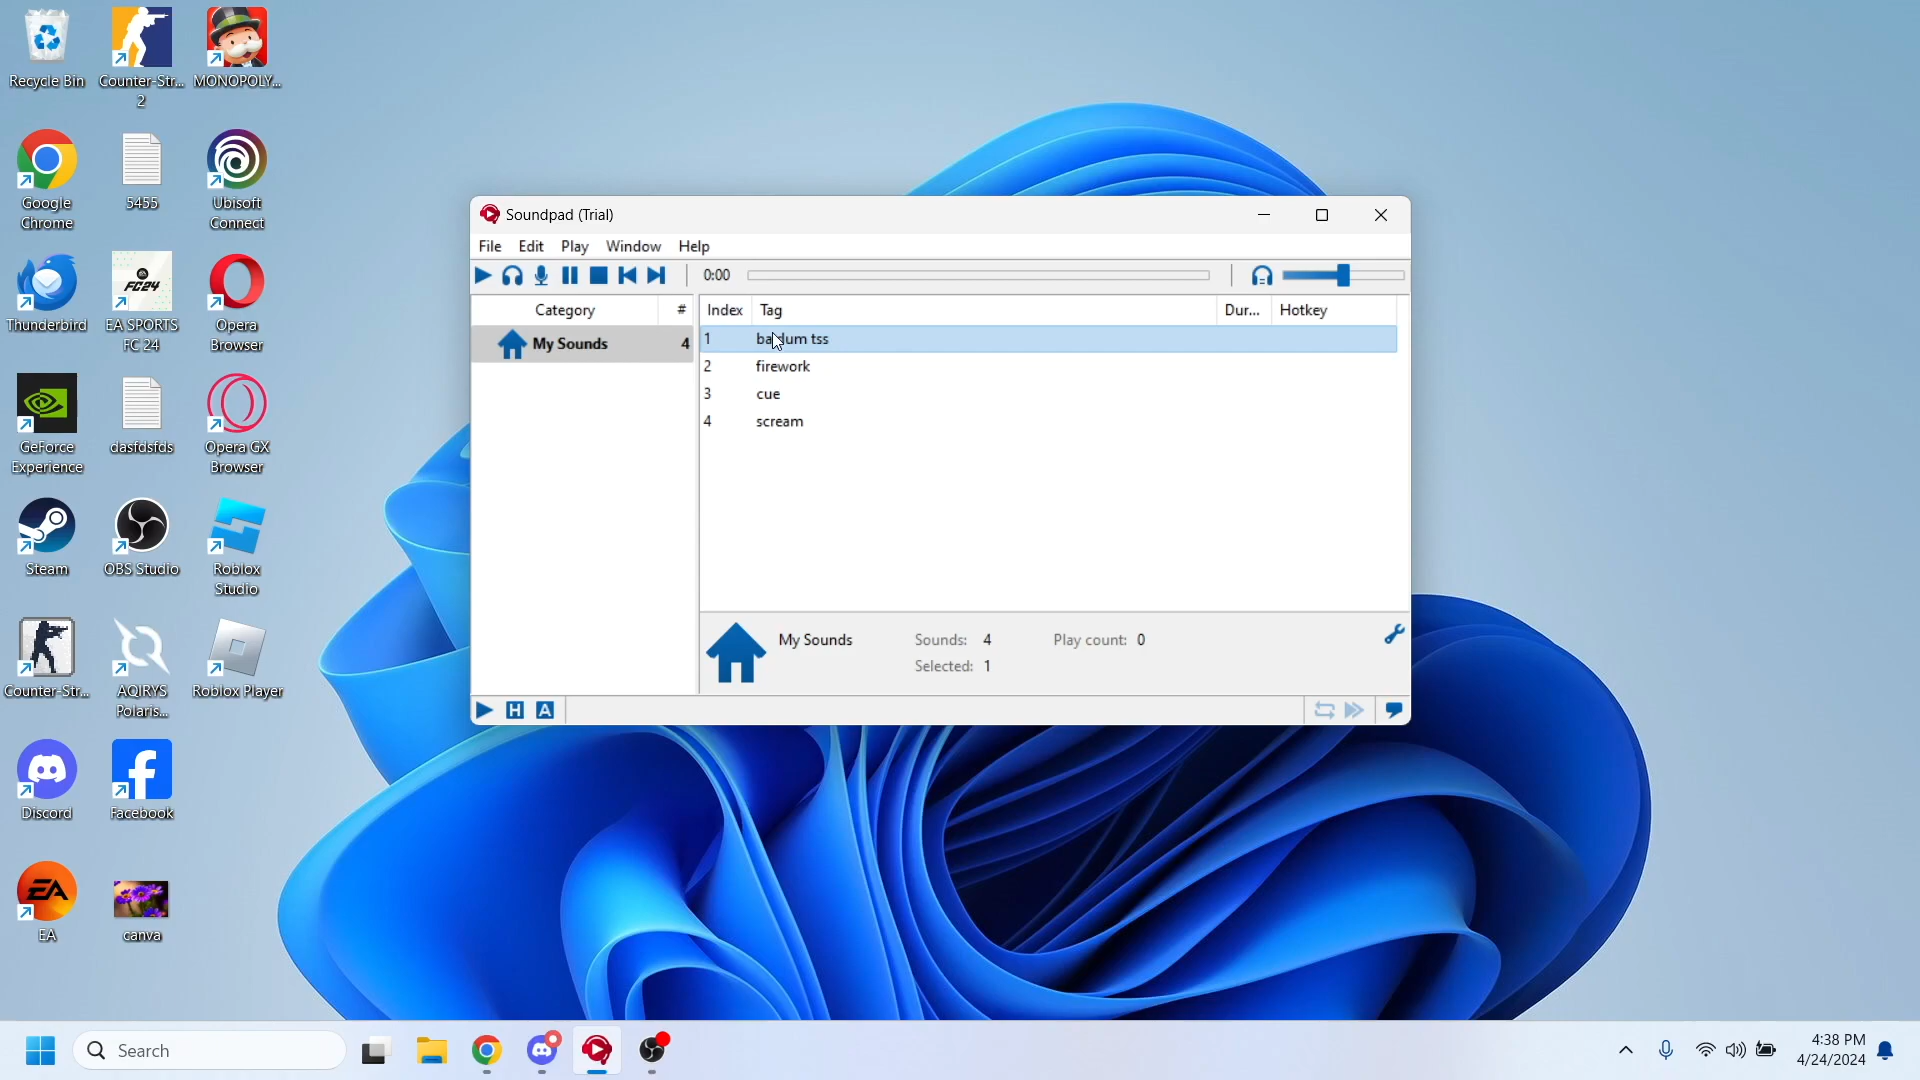 Recycle Bin
Counter-Str...
2
MONOPOLY...
Google
Chrome
5455
Ubisoft
Connect
Thunderbird
EA SPORTS
FC 24
Opera
Browser
GeForce
Experience
dasfdsfds
Opera GX
Browser
Steam
OBS Studio
Roblox
Studio
Counter-Str...
AQIRYS
Polaris...
Roblox Player
Discord
Facebook
EA
canva
Soundpad (Trial)
File Edit Play Window Help
0:00
Category #
Index Tag Dur... Hotkey
My Sounds 4
1 tss
2 firework
3 cue
4 scream
My Sounds Sounds: 4 Play count: 0
Selected: 1
H A
Search
4:38 PM
4/24/2024